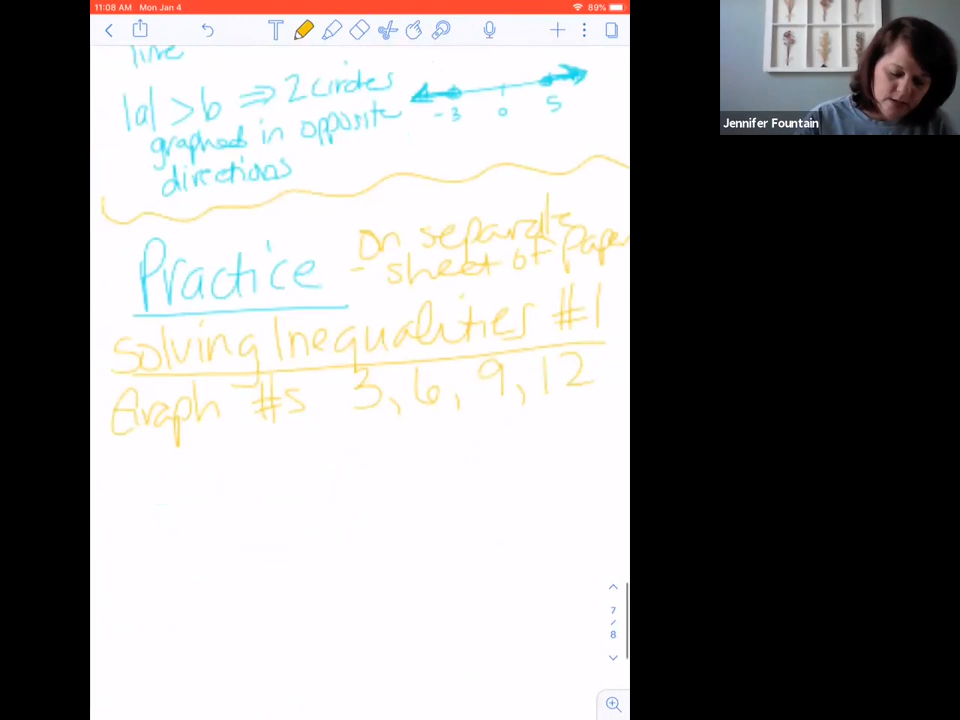 11:08 AM Mon Jan 4
89%
line
|a| > b ⇒ 2 circles
graphed in opposite
directions
-3 0 5
Practice
- on separate
sheet of paper
Solving Inequalities #1
Graph #s 3, 6, 9, 12
7
/
8
Jennifer Fountain